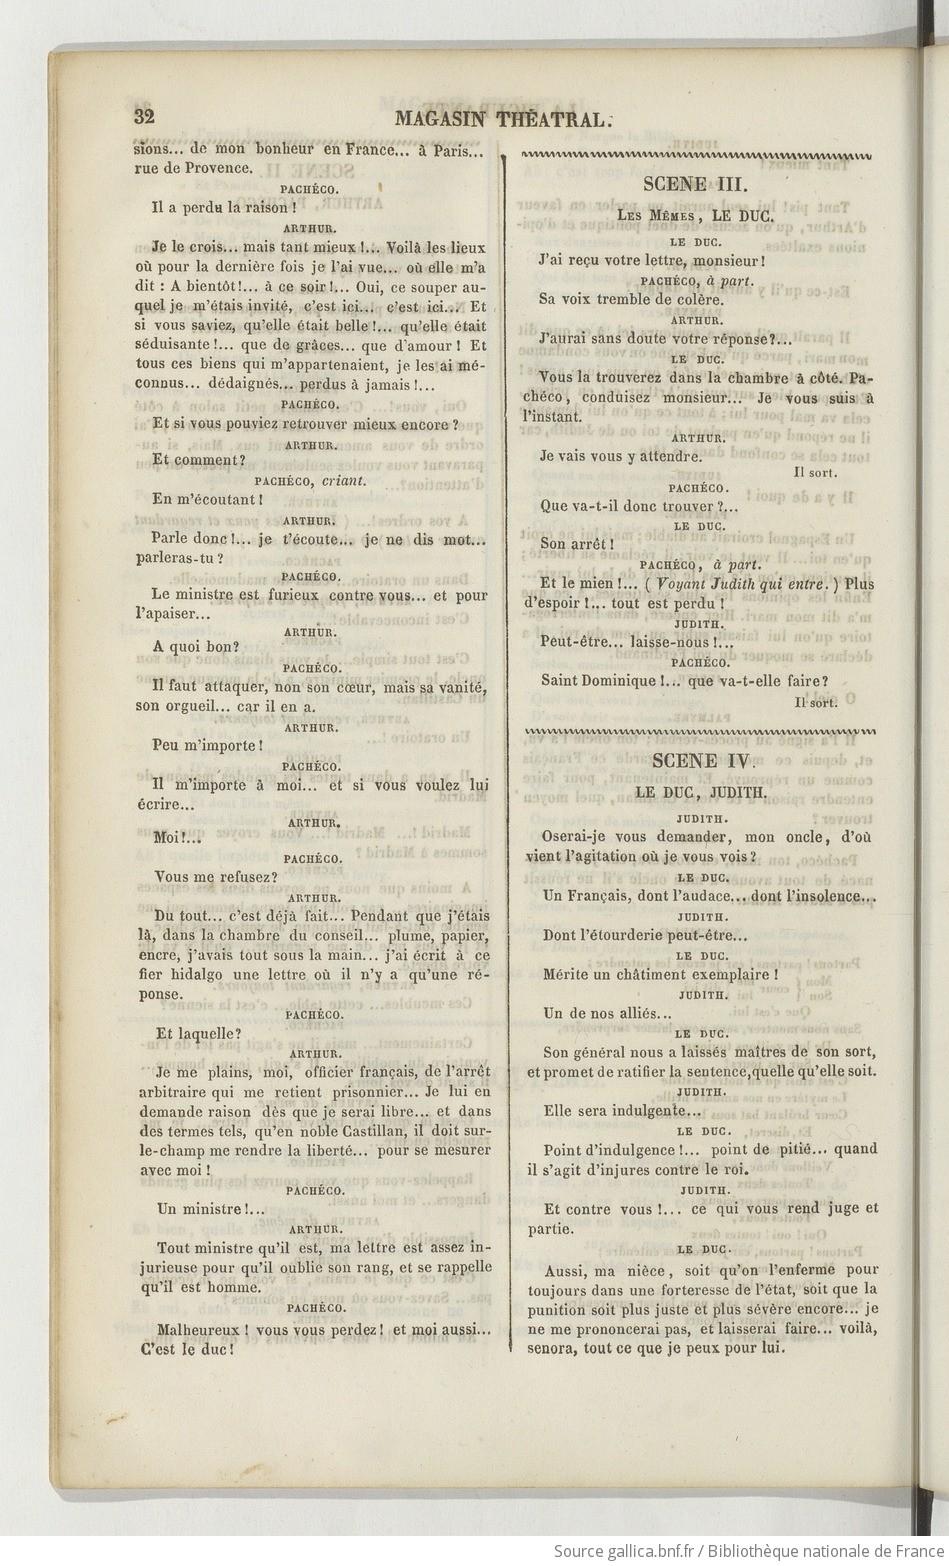 32
MAGASIN THÉATRAL.
sions... de mon bonheur en France... à Paris...
rue de Provence.
PACHÉCO.
Il a perdu la raison !
ARTHUR.
Je le crois... mais tant mieux !... Voilà les lieux
où pour la dernière fois je l'ai vue... où elle m'a
dit : A bientôt!... à ce soir!... Oui, ce souper au-
quel je m'étais invité, c'est ici... c'est ici... Et
si vous saviez, qu'elle était belle !... qu'elle était
séduisante !... que de grâces... que d'amour ! Et
tous ces biens qui m'appartenaient, je les ai mé-
connus... dédaignés... perdus à jamais !...
PACHÉCO.
Et si vous pouviez retrouver mieux encore ?
ARTHUR.
Et comment?
PACHÉCO, criant.
En m'écoutant !
ARTHUR.
Parle donc !... je t'écoute... je ne dis mot...
parleras-tu ?
PACHÉCO.
Le ministre est furieux contre vous... et pour
l'apaiser...
ARTHUR.
A quoi bon?
PACHÉCO.
Il faut attaquer, non son cœur, mais sa vanité,
son orgueil... car il en a.
ARTHUR.
Peu m'importe !
PACHÉCO.
Il m'importe à moi... et si vous voulez lui
écrire...
ARTHUR.
Moi !...
PACHÉCO.
Vous me refusez?
ARTHUR.
Du tout... c'est déjà fait... Pendant que j'étais
là, dans la chambre du conseil... plume, papier,
encre, j'avais tout sous la main... j'ai écrit à ce
fier hidalgo une lettre où il n'y a qu'une ré-
ponse.
PACHÉCO.
Et laquelle?
ARTHUR.
Je me plains, moi, officier français, de l'arrêt
arbitraire qui me retient prisonnier... Je lui en
demande raison dès que je serai libre... et dans
des termes tels, qu'en noble Castillan, il doit sur-
le-champ me rendre la liberté... pour se mesurer
avec moi !
PACHÉCO.
Un ministre !...
ARTHUR.
Tout ministre qu'il est, ma lettre est assez in-
jurieuse pour qu'il oublie son rang, et se rappelle
qu'il est homme.
PACHÉCO.
Malheureux ! vous vous perdez ! et moi aussi...
C'est le duc !
SCENE III.
LES MÊMES, LE DUC.
LE DUC.
J'ai reçu votre lettre, monsieur !
PACHÉCO, à part.
Sa voix tremble de colère.
ARTHUR.
J'aurai sans doute votre réponse?...
LE DUC.
Vous la trouverez dans la chambre à côté. Pa-
chéco, conduisez monsieur... Je vous suis à
l'instant.
ARTHUR.
Je vais vous y attendre.
Il sort.
PACHÉCO.
Que va-t-il donc trouver ?...
LE DUC.
Son arrêt !
PACHÉCO, à part.
Et le mien !... ( Voyant Judith qui entre. ) Plus
d'espoir !... tout est perdu !
JUDITH.
Peut-être... laisse-nous !...
PACHÉCO.
Saint Dominique !... que va-t-elle faire?
Il sort.
SCENE IV.
LE DUC, JUDITH.
JUDITH.
Oserai-je vous demander, mon oncle, d'où
vient l'agitation où je vous vois ?
LE DUC.
Un Français, dont l'audace... dont l'insolence...
JUDITH.
Dont l'étourderie peut-être...
LE DUC.
Mérite un châtiment exemplaire !
JUDITH.
Un de nos alliés...
LE DUC.
Son général nous a laissés maîtres de son sort,
et promet de ratifier la sentence, quelle qu'elle soit.
JUDITH.
Elle sera indulgente...
LE DUC.
Point d'indulgence !... point de pitié... quand
il s'agit d'injures contre le roi.
JUDITH.
Et contre vous !... ce qui vous rend juge et
partie.
LE DUC.
Aussi, ma nièce, soit qu'on l'enferme pour
toujours dans une forteresse de l'état, soit que la
punition soit plus juste et plus sévère encore... je
ne me prononcerai pas, et laisserai faire... voilà,
senora, tout ce que je peux pour lui.
Source gallica.bnf.fr / Bibliothèque nationale de France